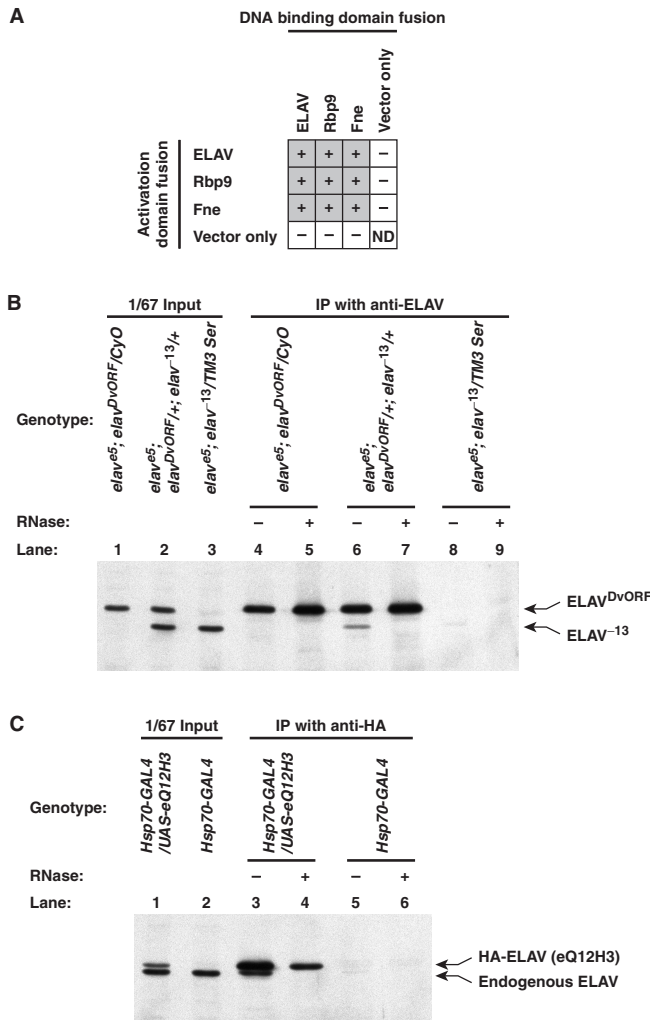 A
DNA binding domain fusion
ELAV
Rbp9
Fne
Vector only
Activatoion
domain fusion
ELAV + + + –
Rbp9 + + + –
Fne + + + –
Vector only – – – ND
B
1/67 Input
IP with anti-ELAV
Genotype:
elav^e5; elav^DvORF/CyO
elav^e5;
elav^DvORF/+; elav^–13/+
elav^e5; elav^–13/TM3 Ser
elav^e5; elav^DvORF/CyO
elav^e5;
elav^DvORF/+; elav^–13/+
elav^e5; elav^–13/TM3 Ser
RNase: – + – + – +
Lane: 1 2 3 4 5 6 7 8 9
ELAV^DvORF
ELAV^–13
C
1/67 Input
IP with anti-HA
Genotype:
Hsp70-GAL4
/UAS-eQ12H3
Hsp70-GAL4
Hsp70-GAL4
/UAS-eQ12H3
Hsp70-GAL4
RNase: – + – +
Lane: 1 2 3 4 5 6
HA-ELAV (eQ12H3)
Endogenous ELAV